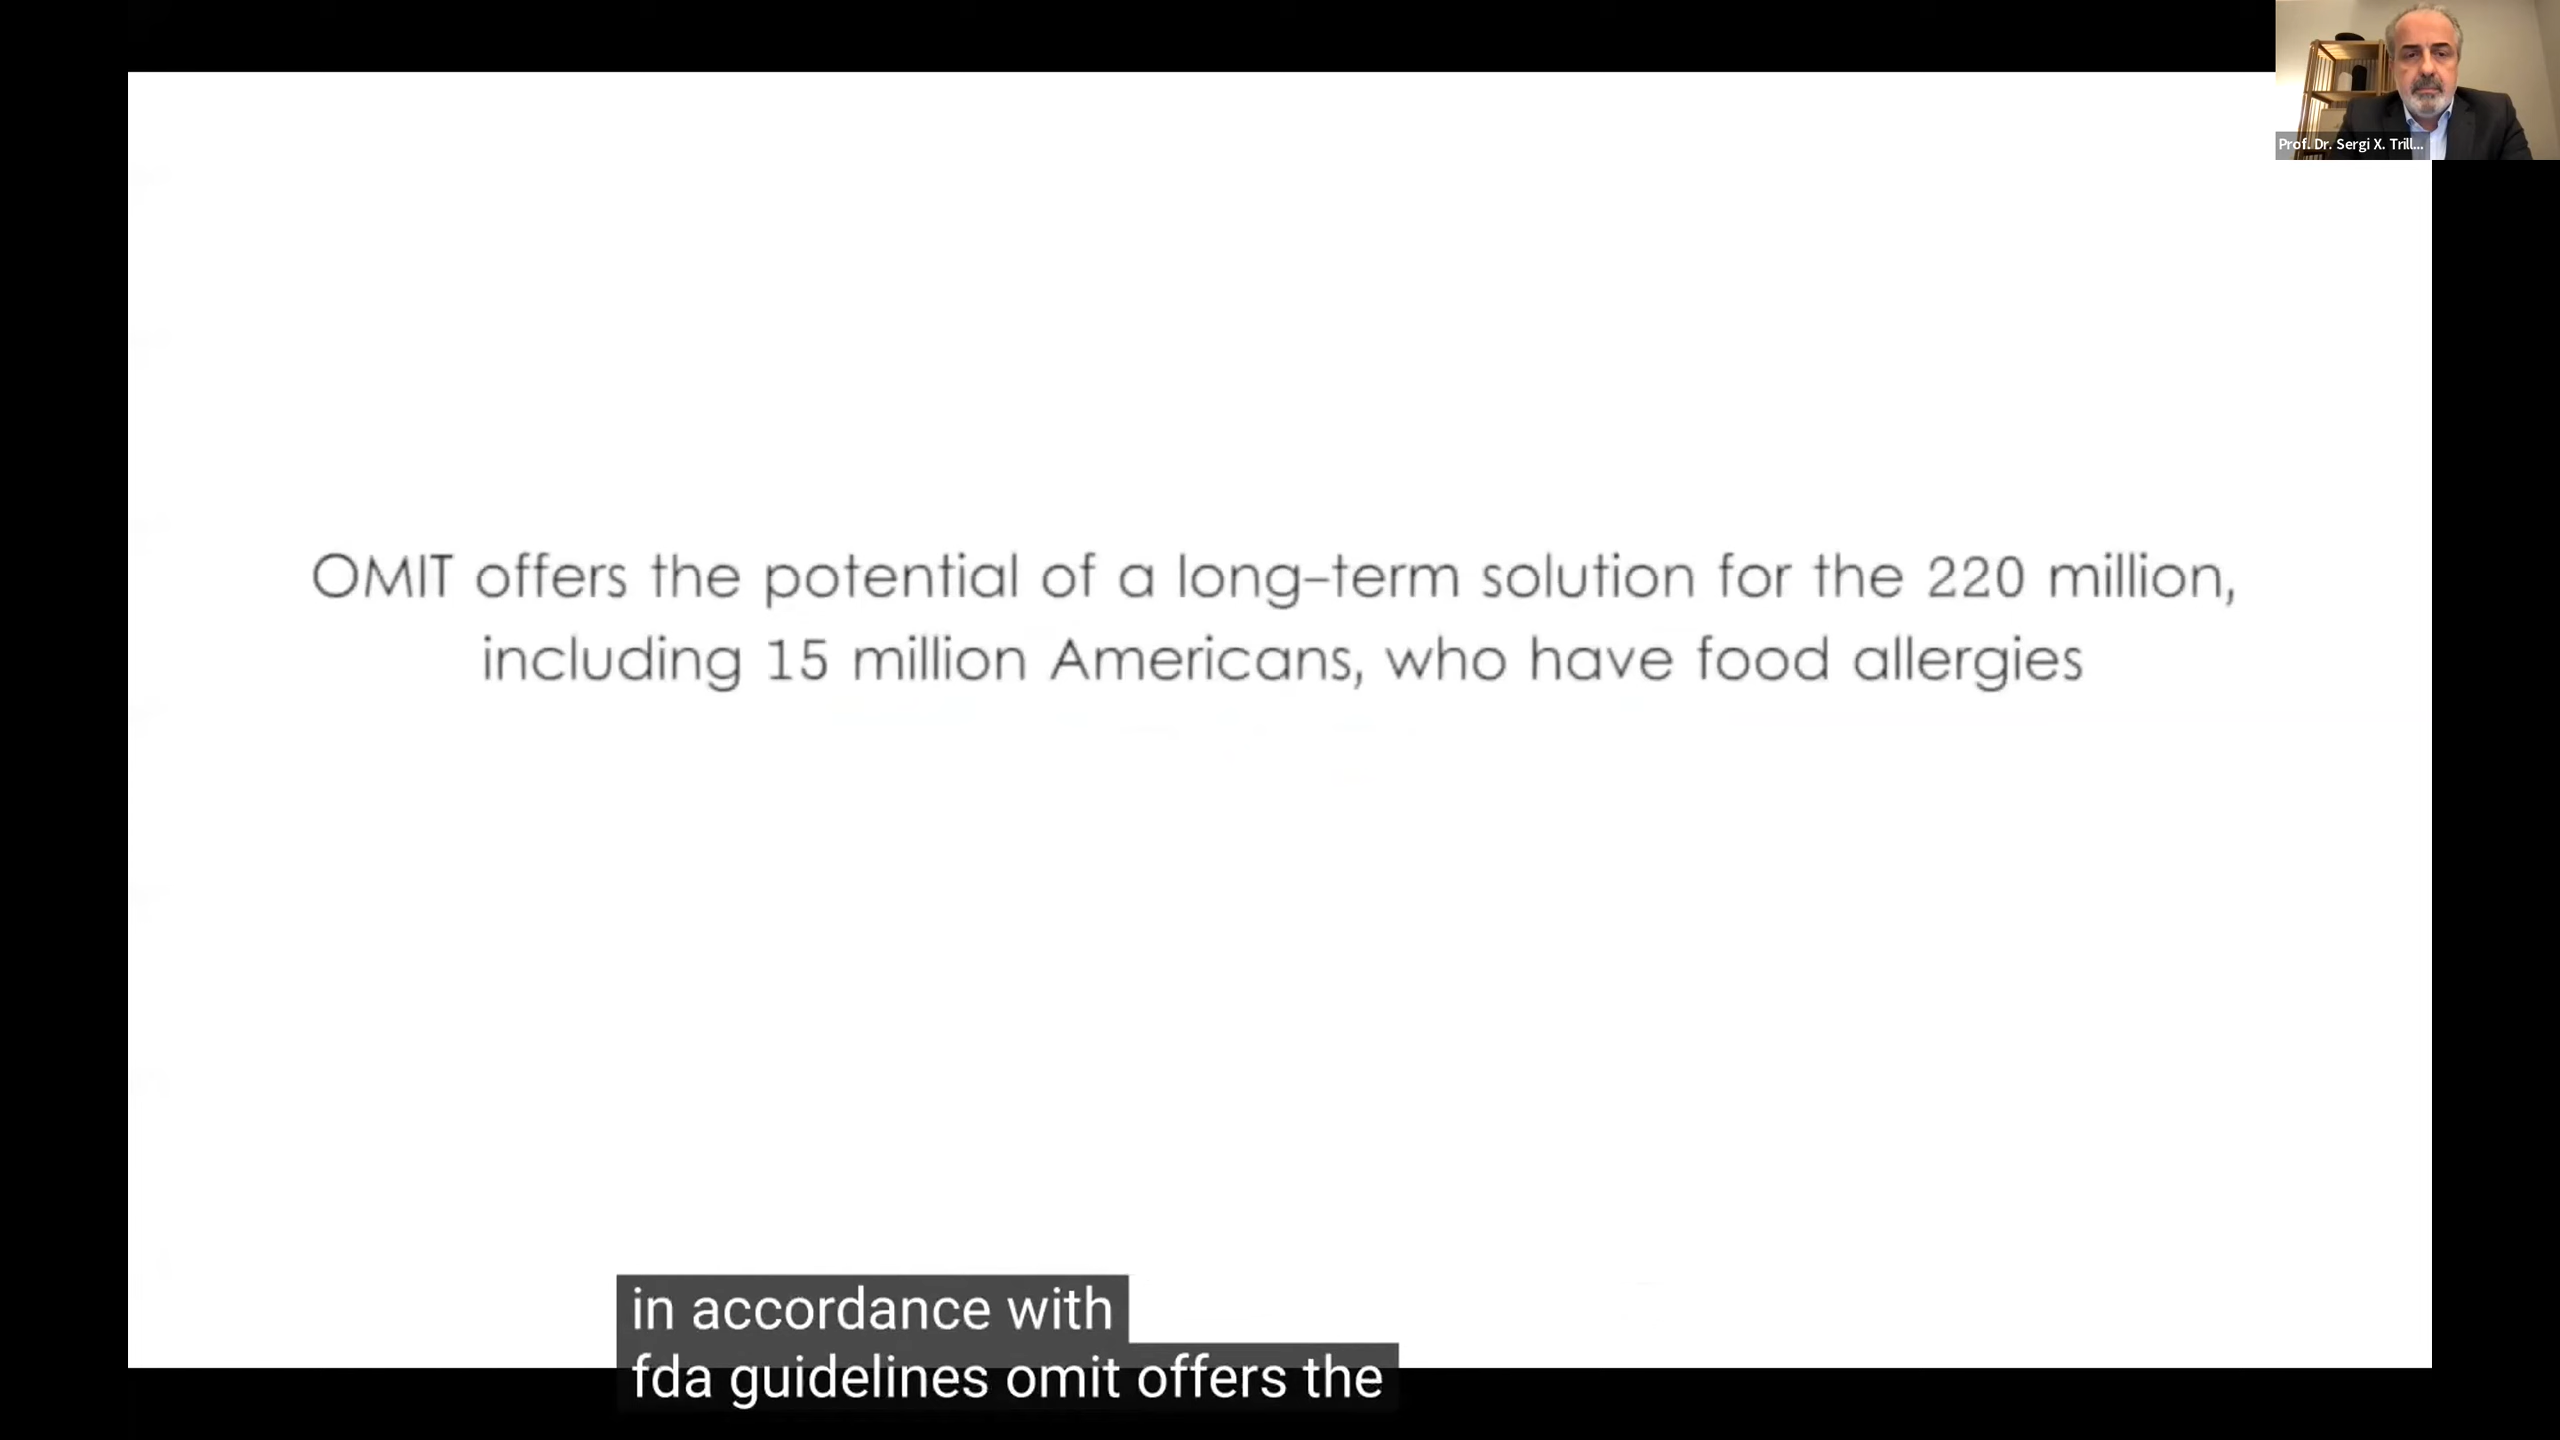 Prof. Dr. Sergi X. Trill...
OMIT offers the potential of a long-term solution for the 220 million,
including 15 million Americans, who have food allergies
in accordance with
fda guidelines omit offers the